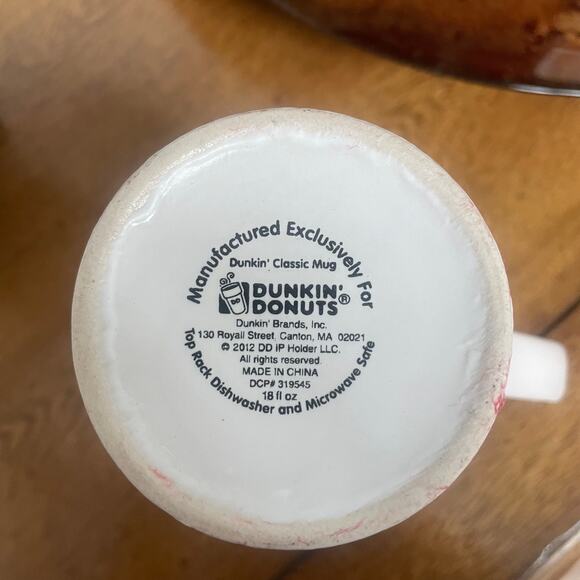 Manufactured Exclusively For
Dunkin' Classic Mug
DUNKIN'
DONUTS®
Dunkin' Brands, Inc.
130 Royall Street, Canton, MA 02021
© 2012 DD IP Holder LLC.
All rights reserved.
MADE IN CHINA
DCP# 319545
18 fl oz
Top Rack Dishwasher and Microwave Safe